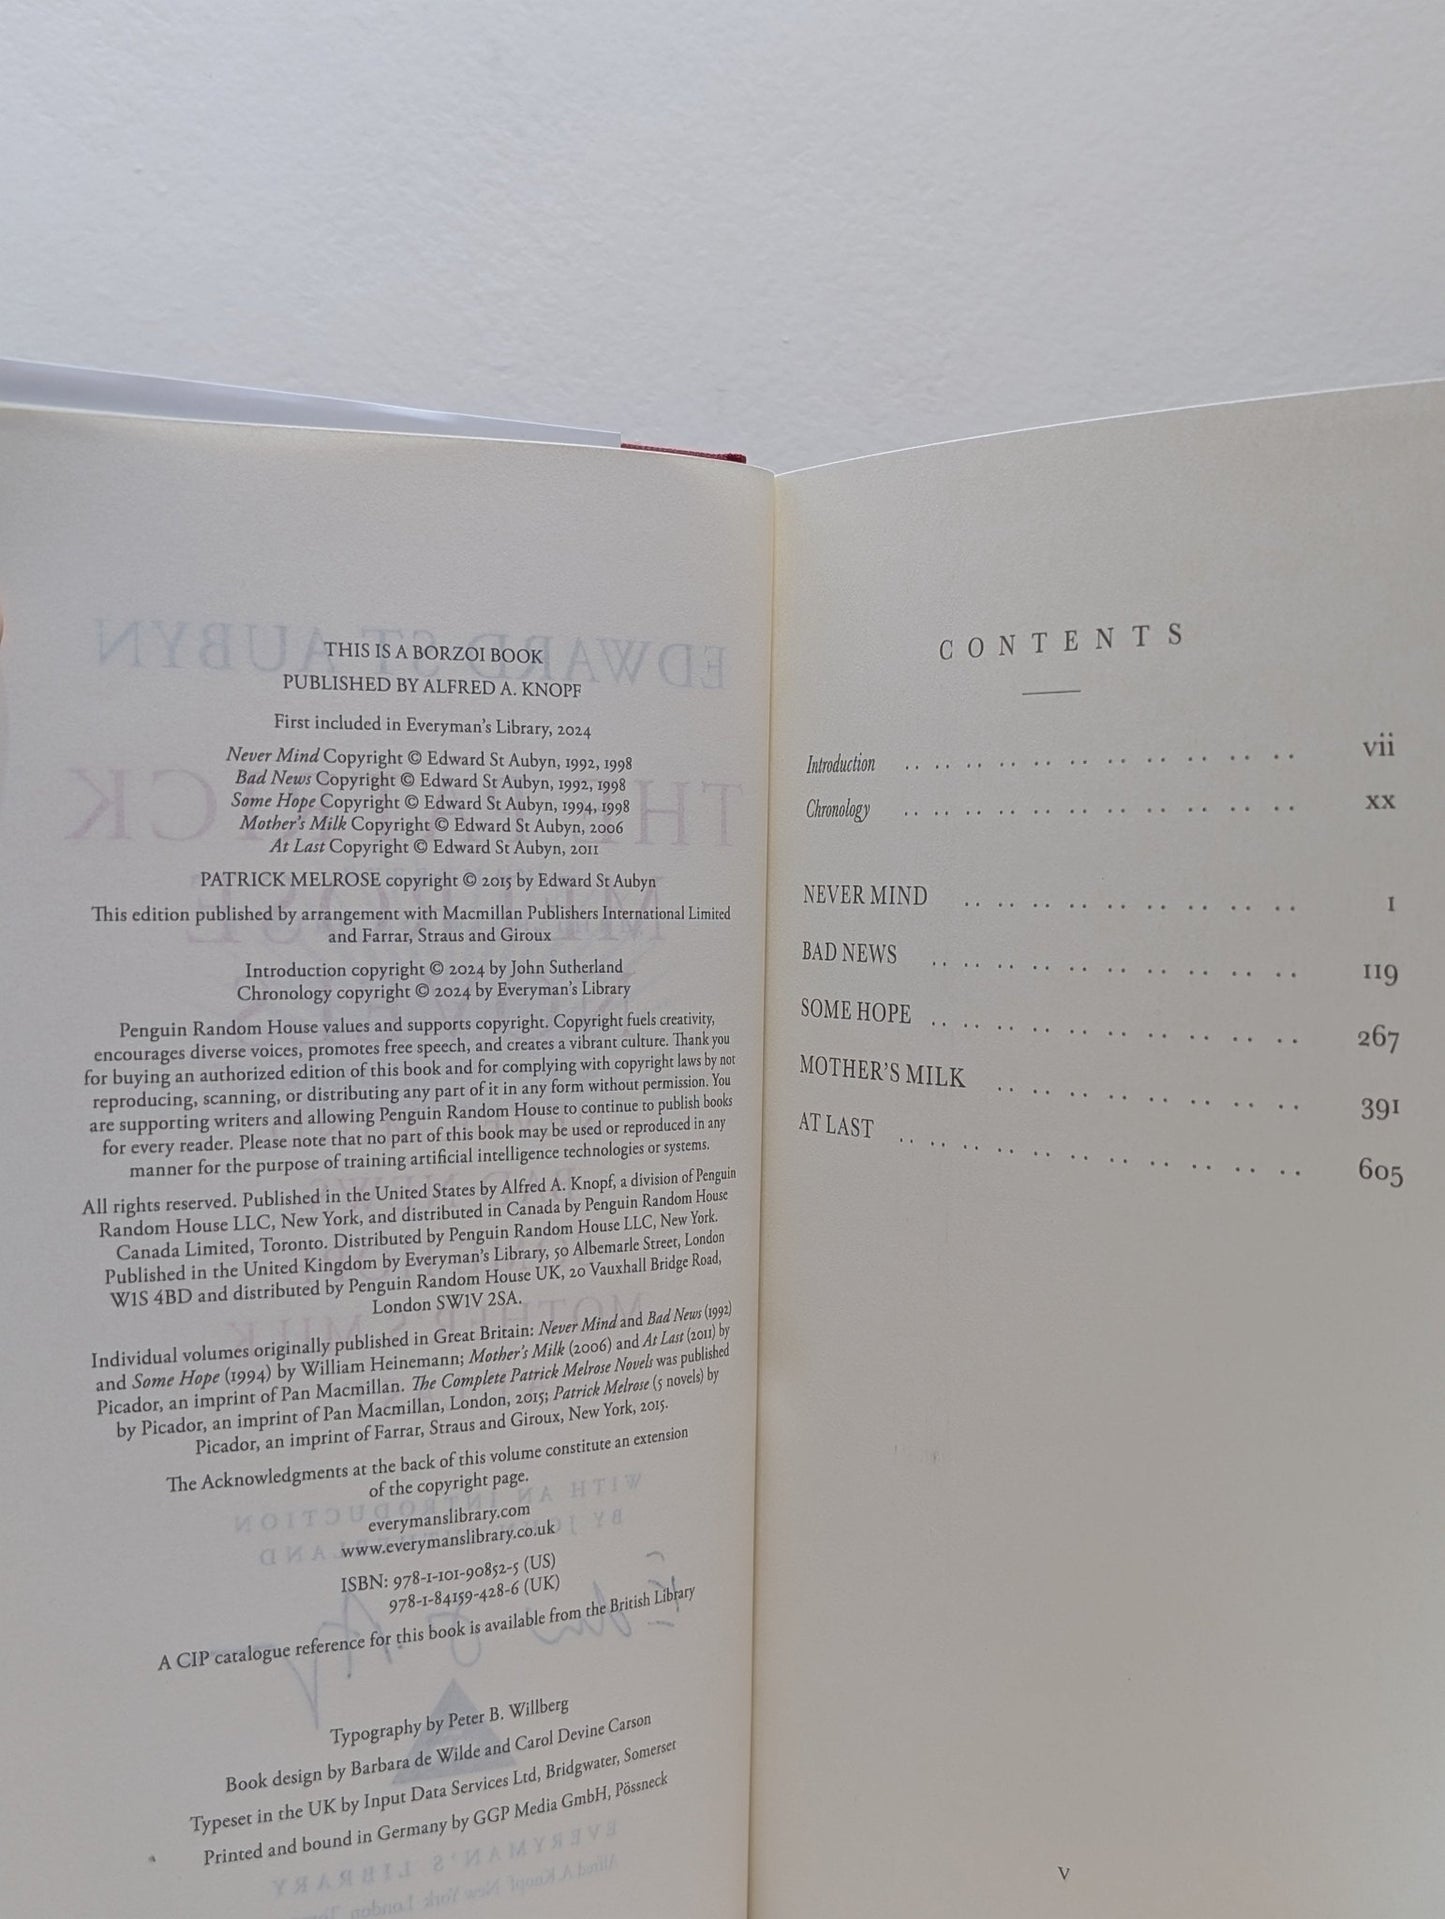 THIS IS A BORZOI BOOK
PUBLISHED BY ALFRED A. KNOPF
First included in Everyman's Library, 2024
Never Mind Copyright © Edward St Aubyn, 1992, 1998
Bad News Copyright © Edward St Aubyn, 1992, 1998
Some Hope Copyright © Edward St Aubyn, 1994, 1998
Mother's Milk Copyright © Edward St Aubyn, 2006
At Last Copyright © Edward St Aubyn, 2011
PATRICK MELROSE copyright © 2015 by Edward St Aubyn
This edition published by arrangement with Macmillan Publishers International Limited
and Farrar, Straus and Giroux
Introduction copyright © 2024 by John Sutherland
Chronology copyright © 2024 by Everyman's Library
Penguin Random House values and supports copyright. Copyright fuels creativity,
encourages diverse voices, promotes free speech, and creates a vibrant culture. Thank you
for buying an authorized edition of this book and for complying with copyright laws by not
reproducing, scanning, or distributing any part of it in any form without permission. You
are supporting writers and allowing Penguin Random House to continue to publish books
for every reader. Please note that no part of this book may be used or reproduced in any
manner for the purpose of training artificial intelligence technologies or systems.
All rights reserved. Published in the United States by Alfred A. Knopf, a division of Penguin
Random House LLC, New York, and distributed in Canada by Penguin Random House
Canada Limited, Toronto. Distributed by Penguin Random House LLC, New York.
Published in the United Kingdom by Everyman's Library, 50 Albemarle Street, London
W1S 4BD and distributed by Penguin Random House UK, 20 Vauxhall Bridge Road,
London SW1V 2SA.
Individual volumes originally published in Great Britain: Never Mind and Bad News (1992)
and Some Hope (1994) by William Heinemann; Mother's Milk (2006) and At Last (2011) by
Picador, an imprint of Pan Macmillan. The Complete Patrick Melrose Novels was published
by Picador, an imprint of Pan Macmillan, London, 2015; Patrick Melrose (5 novels) by
Picador, an imprint of Farrar, Straus and Giroux, New York, 2015.
The Acknowledgments at the back of this volume constitute an extension
of the copyright page.
everymanslibrary.com
www.everymanslibrary.co.uk
ISBN: 978-1-101-90852-5 (US)
978-1-84159-428-6 (UK)
A CIP catalogue reference for this book is available from the British Library
Typography by Peter B. Willberg
Book design by Barbara de Wilde and Carol Devine Carson
Typeset in the UK by Input Data Services Ltd, Bridgwater, Somerset
Printed and bound in Germany by GGP Media GmbH, Pössneck
CONTENTS
Introduction .. .. .. .. .. .. .. .. .. .. .. .. vii
Chronology .. .. .. .. .. .. .. .. .. .. .. .. xx
NEVER MIND .. .. .. .. .. .. .. .. .. .. 1
BAD NEWS .. .. .. .. .. .. .. .. .. .. .. 119
SOME HOPE .. .. .. .. .. .. .. .. .. .. .. 267
MOTHER'S MILK .. .. .. .. .. .. .. .. .. 391
AT LAST .. .. .. .. .. .. .. .. .. .. .. .. 605
v